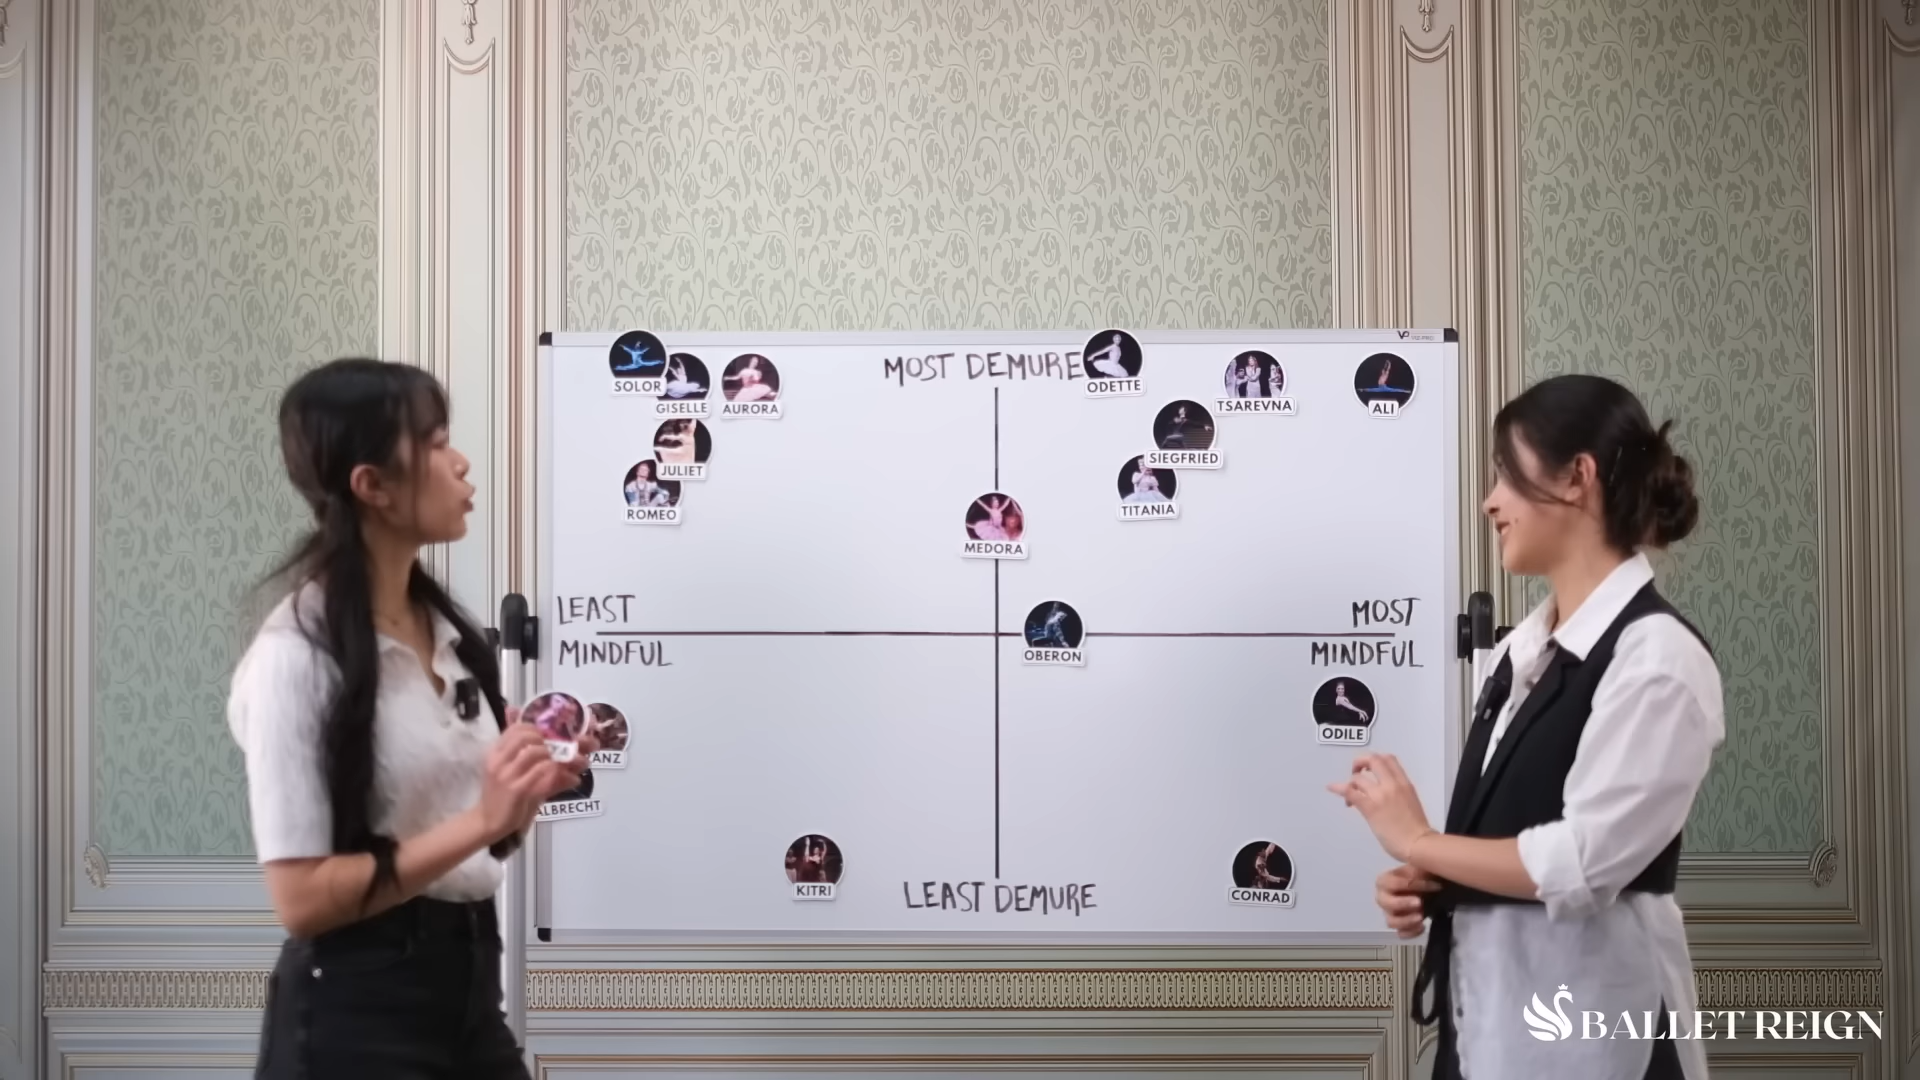 MOST DEMURE
SOLOR
GISELLE
AURORA
ODETTE
TSAREVNA
ALI
JULIET
SIEGFRIED
ROMEO
TITANIA
MEDORA
LEAST
MINDFUL
MOST
MINDFUL
OBERON
ODILE
ANZ
ALBRECHT
KITRI
CONRAD
LEAST DEMURE
BALLET REIGN